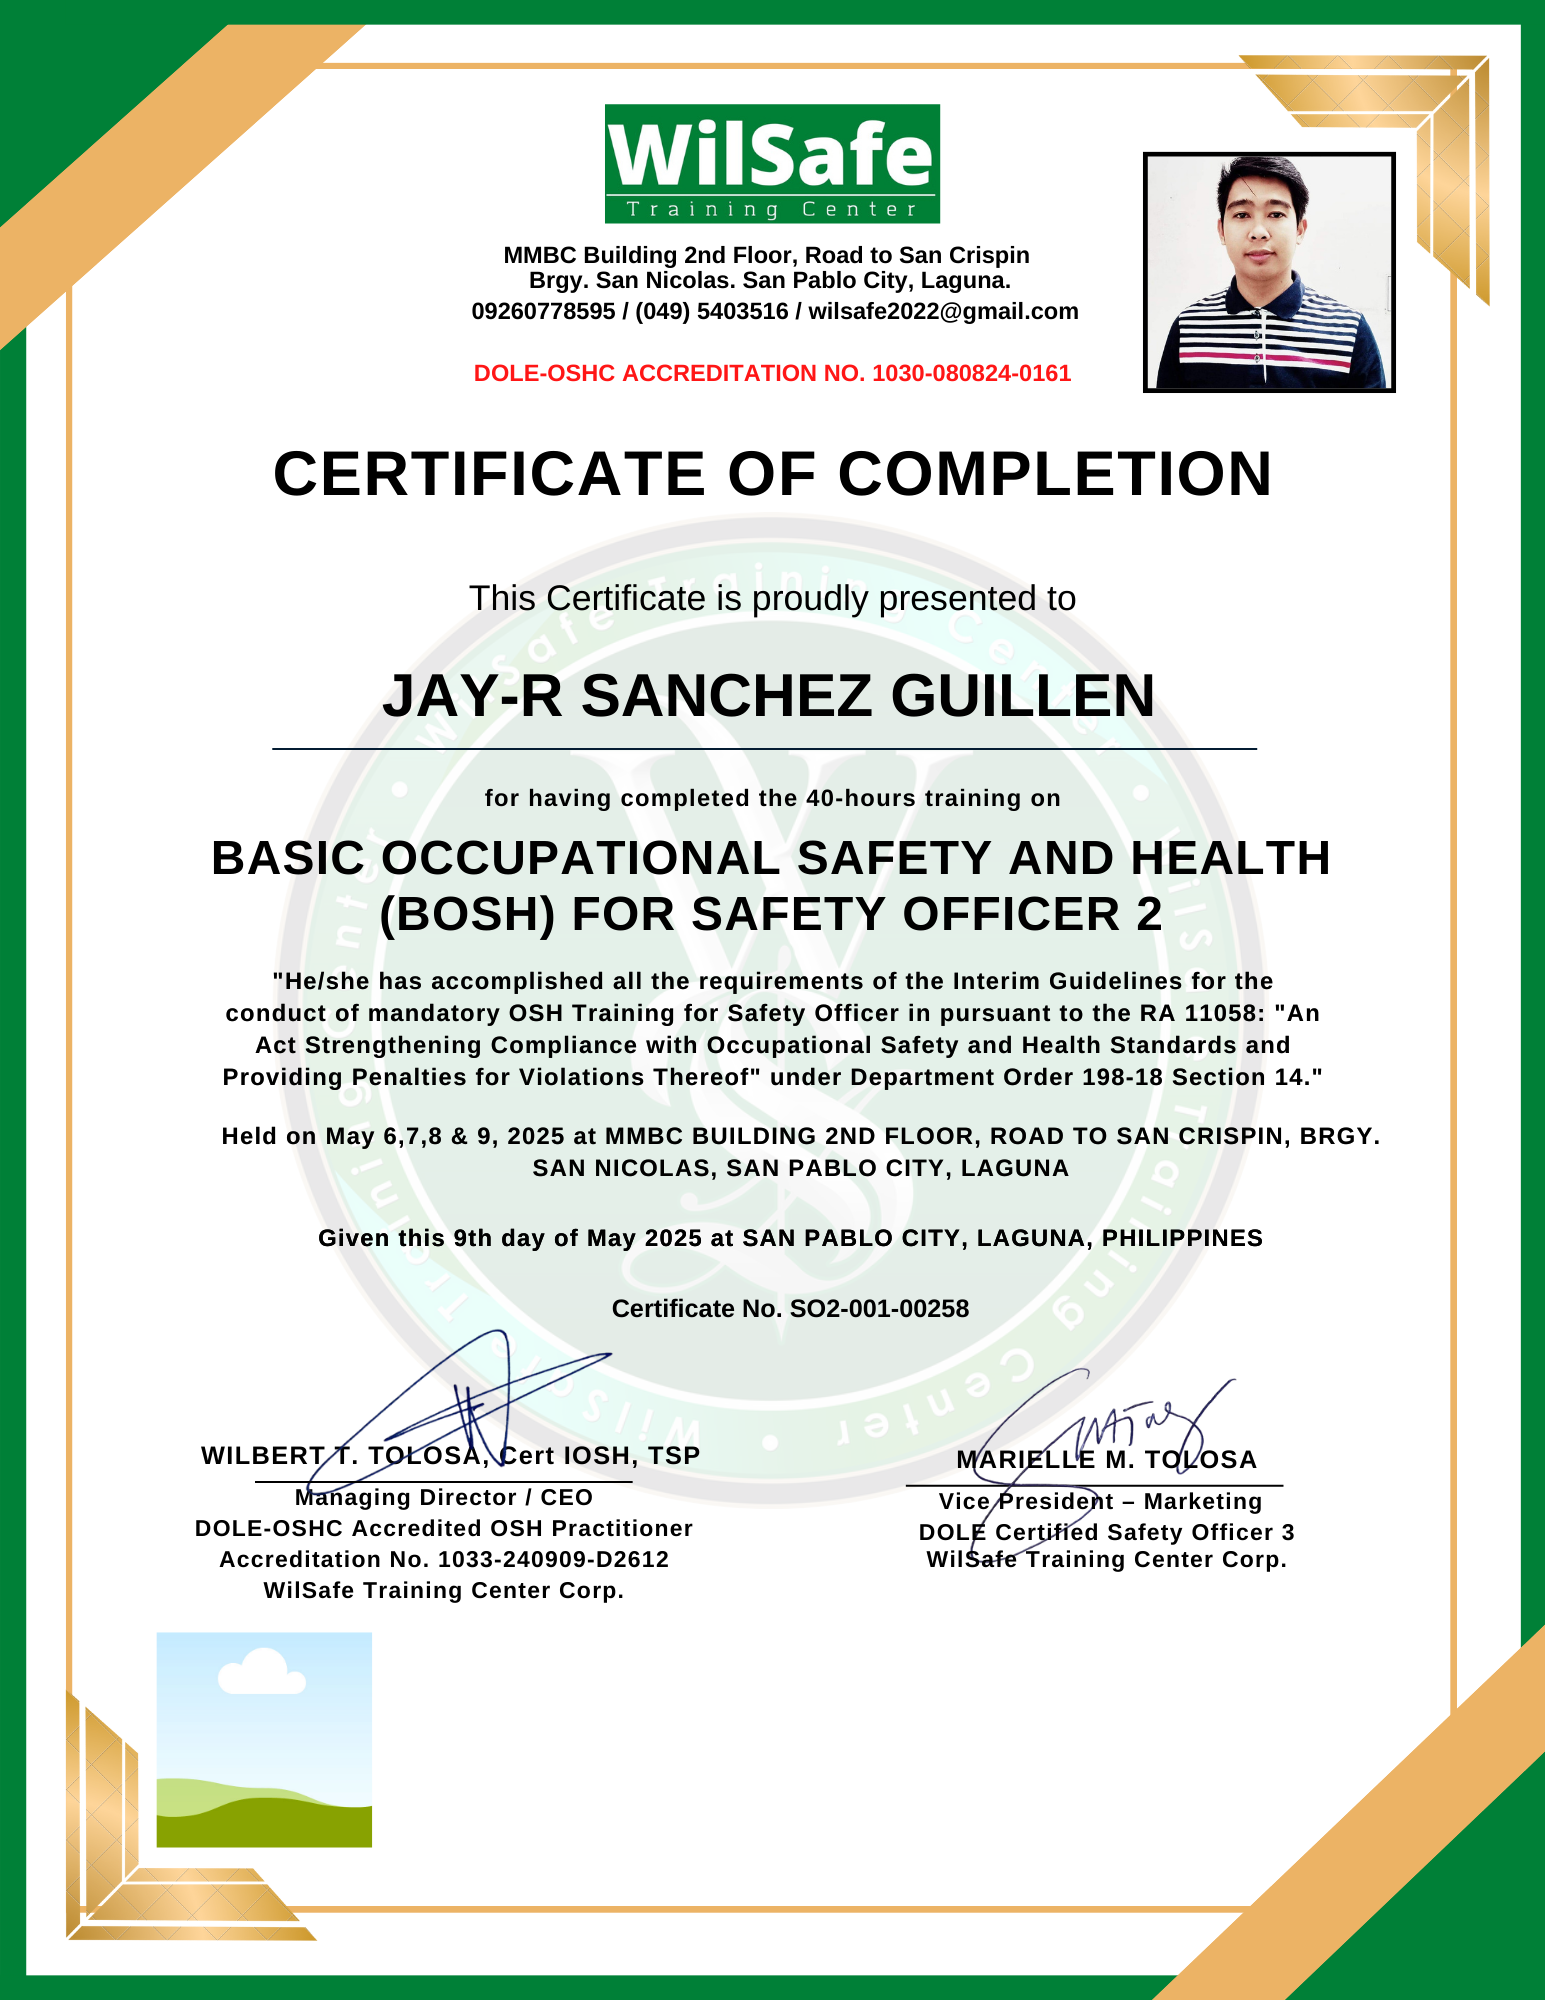 WilSafe
Training Center
MMBC Building 2nd Floor, Road to San Crispin
Brgy. San Nicolas. San Pablo City, Laguna.
09260778595 / (049) 5403516 / wilsafe2022@gmail.com
DOLE-OSHC ACCREDITATION NO. 1030-080824-0161
CERTIFICATE OF COMPLETION
This Certificate is proudly presented to
JAY-R SANCHEZ GUILLEN
for having completed the 40-hours training on
BASIC OCCUPATIONAL SAFETY AND HEALTH
(BOSH) FOR SAFETY OFFICER 2
"He/she has accomplished all the requirements of the Interim Guidelines for the
conduct of mandatory OSH Training for Safety Officer in pursuant to the RA 11058: "An
Act Strengthening Compliance with Occupational Safety and Health Standards and
Providing Penalties for Violations Thereof" under Department Order 198-18 Section 14."
Held on May 6,7,8 & 9, 2025 at MMBC BUILDING 2ND FLOOR, ROAD TO SAN CRISPIN, BRGY.
SAN NICOLAS, SAN PABLO CITY, LAGUNA
Given this 9th day of May 2025 at SAN PABLO CITY, LAGUNA, PHILIPPINES
Certificate No. SO2-001-00258
WILBERT T. TOLOSA, Cert IOSH, TSP
Managing Director / CEO
DOLE-OSHC Accredited OSH Practitioner
Accreditation No. 1033-240909-D2612
WilSafe Training Center Corp.
MARIELLE M. TOLOSA
Vice President – Marketing
DOLE Certified Safety Officer 3
WilSafe Training Center Corp.
WilSafe Training Center • WilSafe Training Center • WilSafe Training Center •